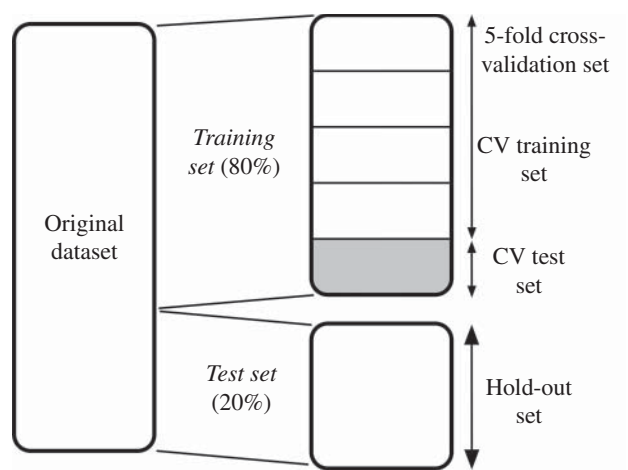 Original
dataset
Training
set (80%)
5-fold cross-
validation set
CV training
set
CV test
set
Test set
(20%)
Hold-out
set